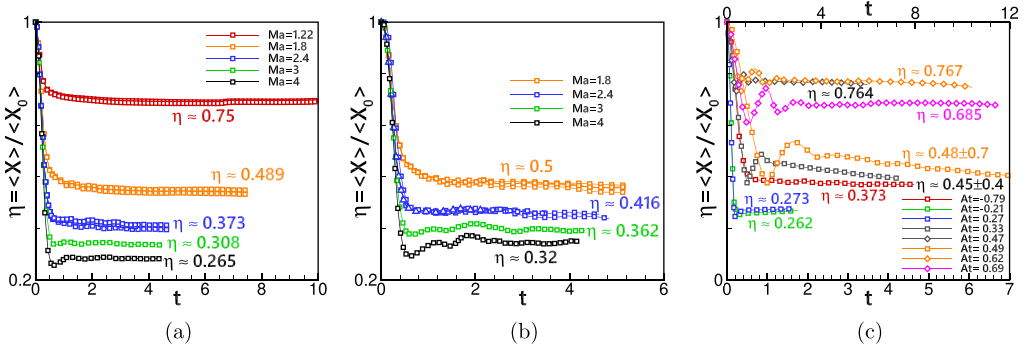 1
η=<X>/<X₀>
0.2
0
2
4
6
8
10
t
Ma=1.22
Ma=1.8
Ma=2.4
Ma=3
Ma=4
η ≈ 0.75
η ≈ 0.489
η ≈ 0.373
η ≈ 0.308
η ≈ 0.265
(a)
1
η=<X>/<X₀>
0.2
0
2
4
6
t
Ma=1.8
Ma=2.4
Ma=3
Ma=4
η ≈ 0.5
η ≈ 0.416
η ≈ 0.362
η ≈ 0.32
(b)
0
4
8
12
t
1
η=<X>/<X₀>
0
0
1
2
3
4
5
6
7
t
η ≈ 0.767
η ≈ 0.764
η ≈ 0.685
η ≈ 0.48±0.7
η ≈ 0.45±0.4
η ≈ 0.373
η ≈ 0.273
η ≈ 0.262
At=-0.79
At=-0.21
At= 0.27
At= 0.33
At= 0.47
At= 0.49
At= 0.62
At= 0.69
(c)